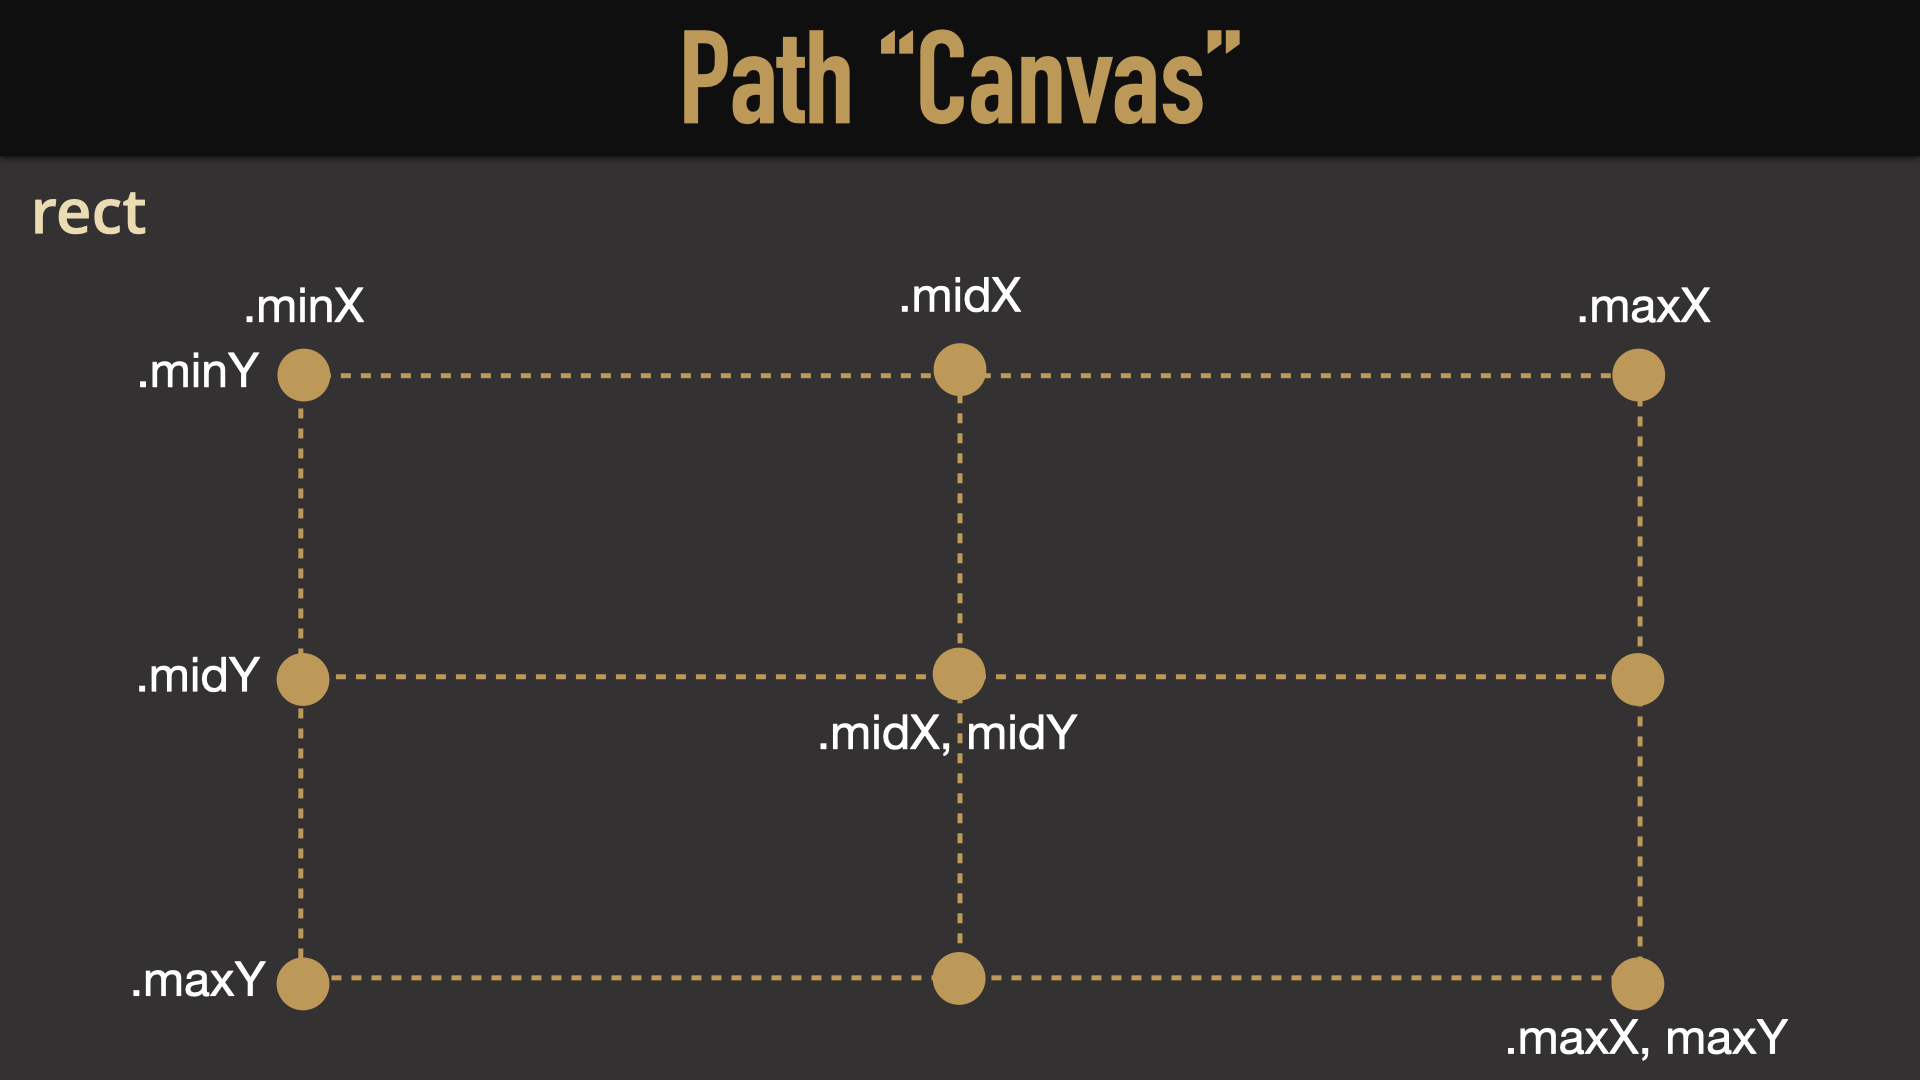 Path “Canvas”
rect
.minX
.midX
.maxX
.minY
.midY
.midX, midY
.maxY
.maxX, maxY